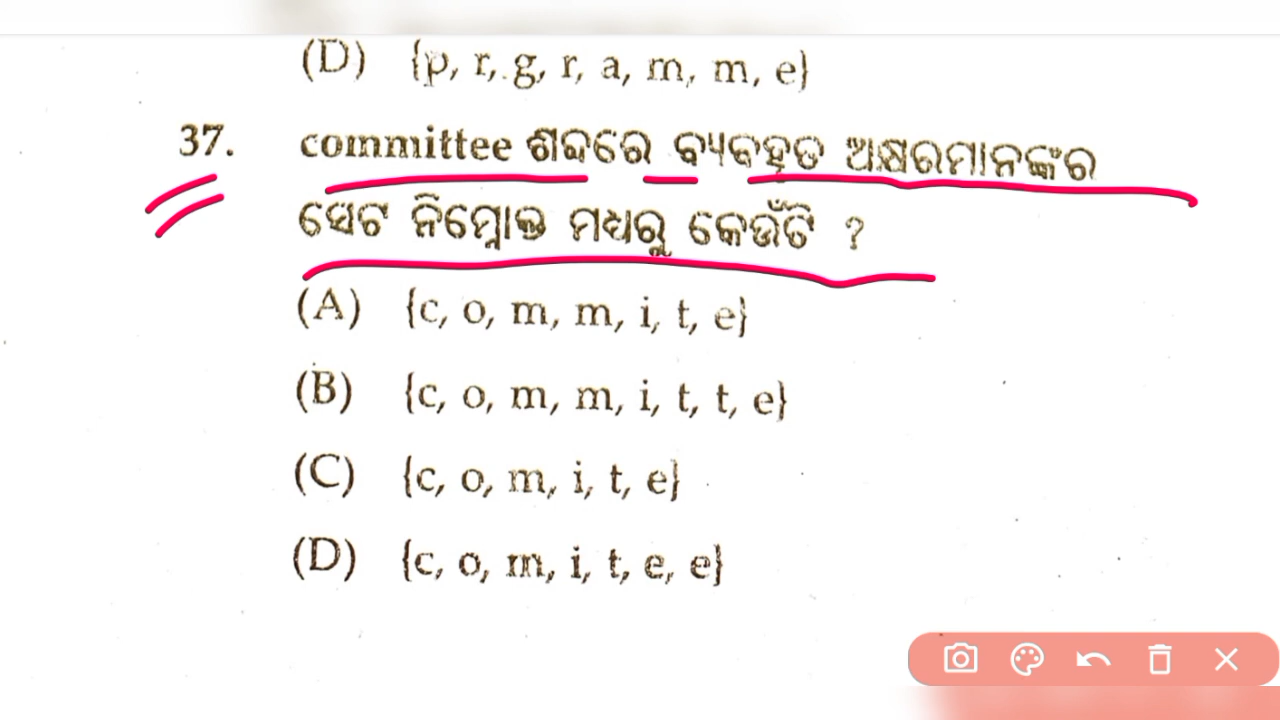 (D) {p, r, g, r, a, m, m, e}
37. committee ଶବ୍ଦରେ ବ୍ୟବହୃତ ଅକ୍ଷରମାନଙ୍କର
ସେଟ ନିମ୍ନୋକ୍ତ ମଧ୍ୟରୁ କେଉଁଟି ?
(A) {c, o, m, m, i, t, e}
(B) {c, o, m, m, i, t, t, e}
(C) {c, o, m, i, t, e}
(D) {c, o, m, i, t, e, e}